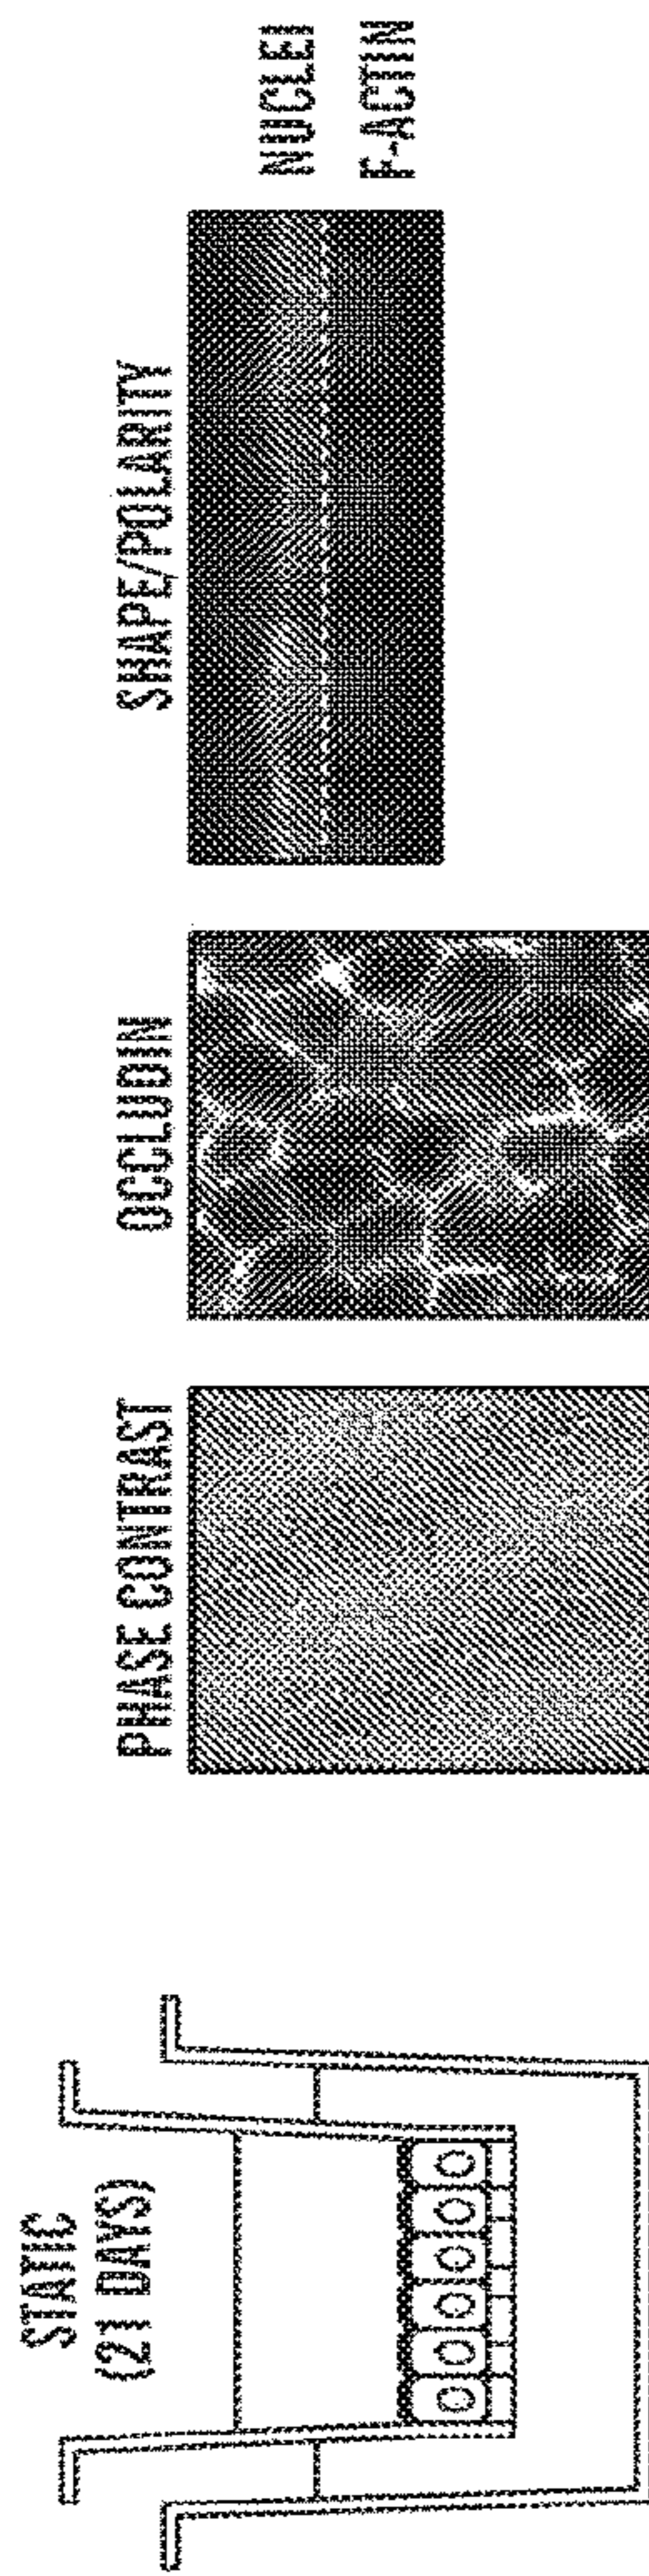 STATIC
(21 DAYS)
PHASE CONTRAST
OCCLUDIN
SHAPE/POLARITY
NUCLEI
F-ACTIN